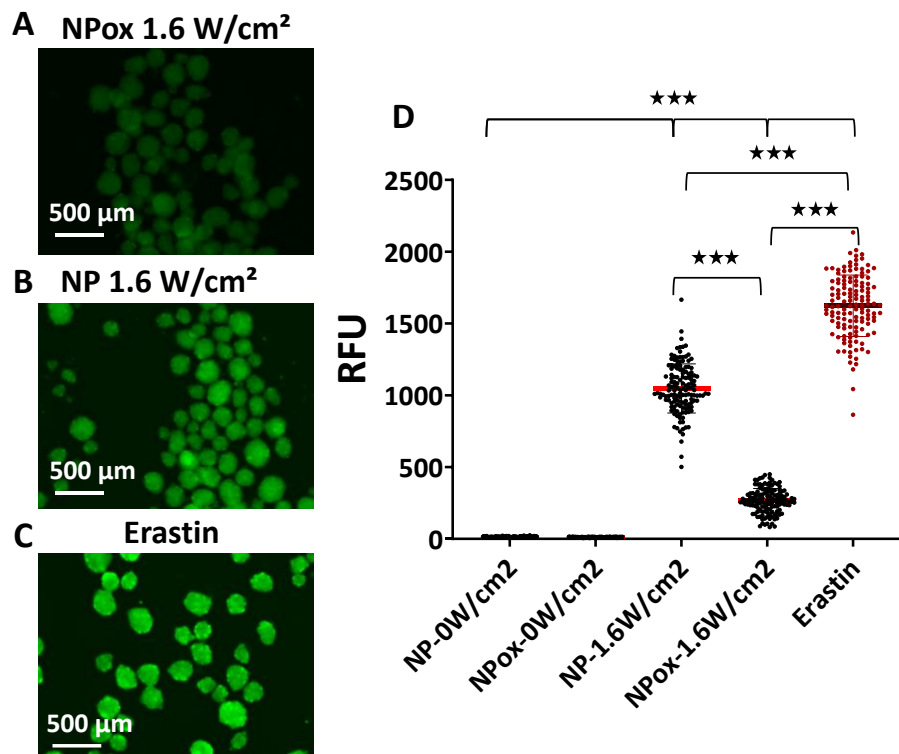 A NPox 1.6 W/cm²
500 µm
B NP 1.6 W/cm²
500 µm
C Erastin
500 µm
D
★★★
★★★
★★★
★★★
2500
2000
1500
1000
500
0
RFU
NP-0W/cm2
NPox-0W/cm2
NP-1.6W/cm2
NPox-1.6W/cm2
Erastin